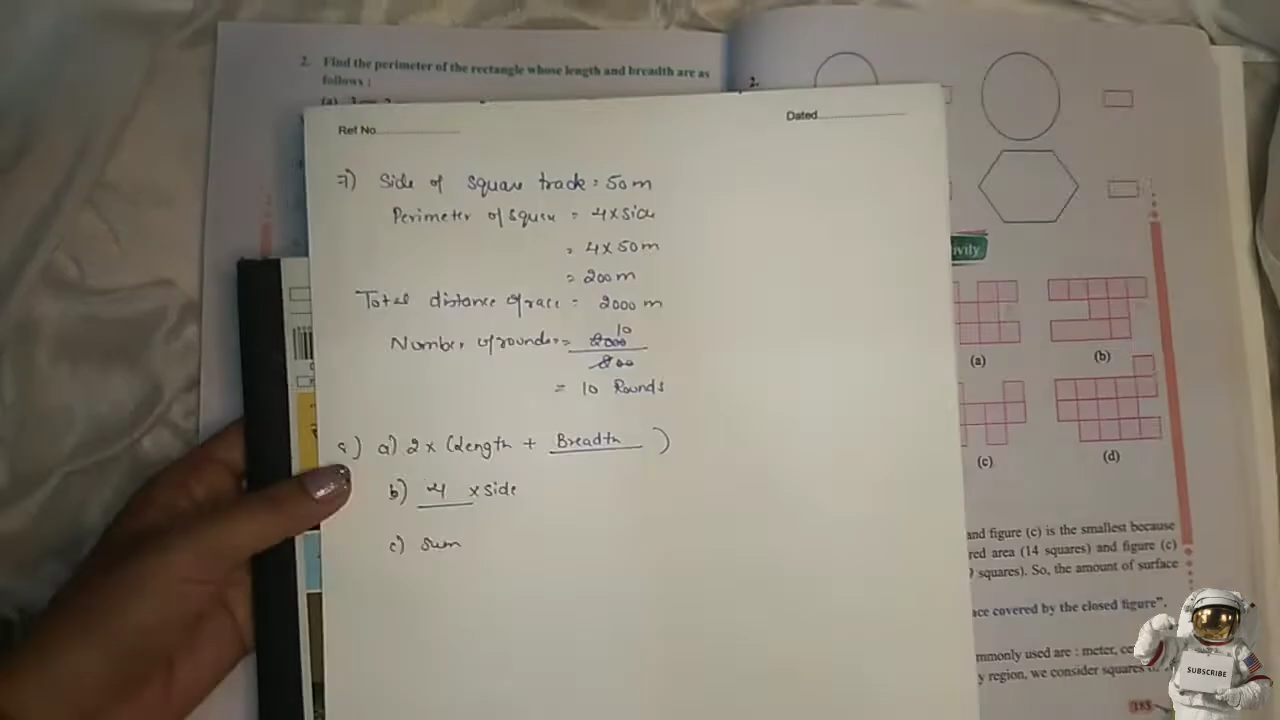 2. Find the perimeter of the rectangle whose length and breadth are as
follows :
2.
Ref No.
Dated
7) Side of square track = 50 m
Perimeter of square = 4 x side
= 4 x 50 m
= 200 m
Total distance of race = 2000 m
Number of rounds = 2000 10
200
= 10 Rounds
8) a) 2 x (Length + Breadth )
b) 4 x side
c) sum
ivity
(a)
(b)
(c)
(d)
and figure (c) is the smallest because
red area (14 squares) and figure (c)
squares). So, the amount of surface
ace covered by the closed figure".
mmonly used are : meter,
y region, we consider squares
185
SUBSCRIBE